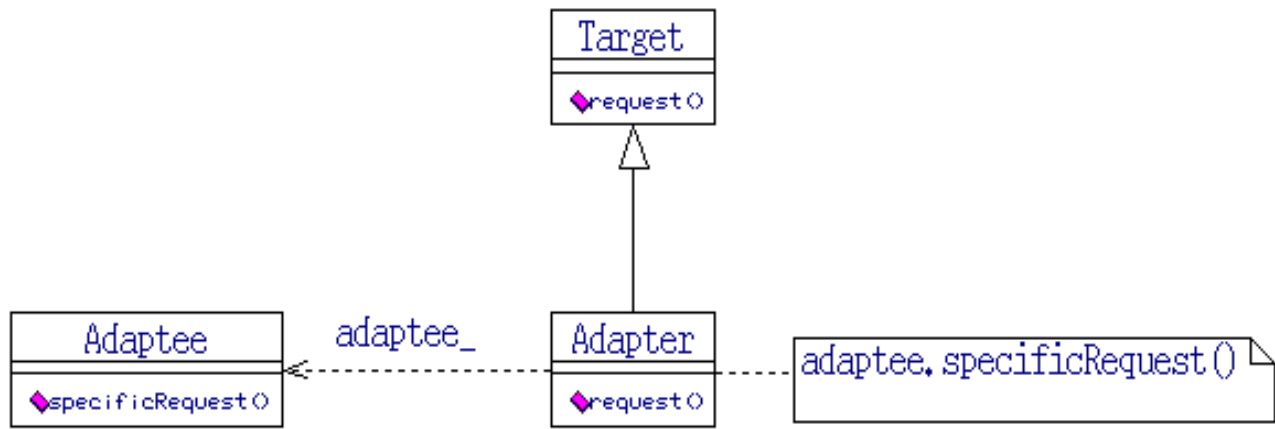 Target
request()
Adaptee
specificRequest()
adaptee_
Adapter
request()
adaptee.specificRequest()